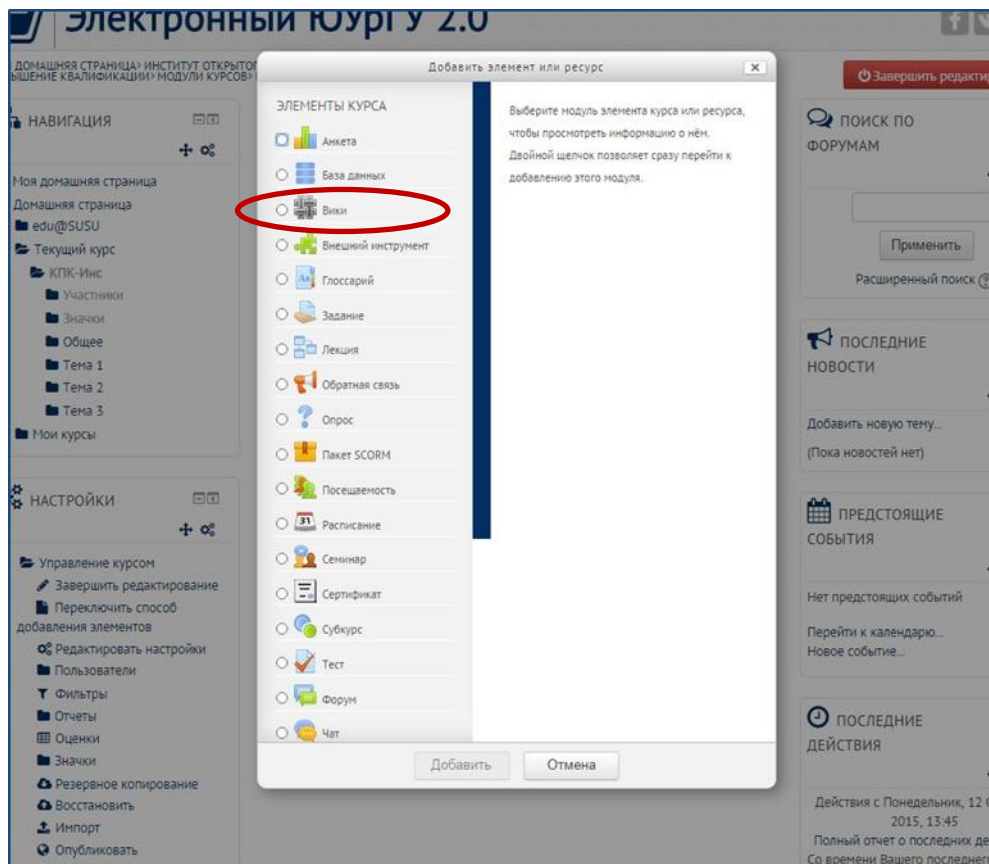 Электронный ЮУрГУ 2.0
ДОМАШНЯЯ СТРАНИЦА› ИНСТИТУТ
КВАЛИФИКАЦИИ› МОДУЛИ КУРСОВ›
Завершить
НАВИГАЦИЯ
Моя домашняя страница
Домашняя страница
edu@SUSU
Текущий курс
КПК-Инс
Участники
Значки
Общее
Тема 1
Тема 2
Тема 3
Мои курсы
НАСТРОЙКИ
Управление курсом
Завершить редактирование
Переключить способ
добавления элементов
Редактировать настройки
Пользователи
Фильтры
Отчеты
Оценки
Значки
Резервное копирование
Восстановить
Импорт
Опубликовать
Добавить элемент или ресурс
ЭЛЕМЕНТЫ КУРСА
Анкета
База данных
Вики
Внешний инструмент
Глоссарий
Задание
Лекция
Обратная связь
Опрос
Пакет SCORM
Посещаемость
31
Расписание
Семинар
Сертификат
Субкурс
Тест
Форум
Чат
Выберите модуль элемента курса или ресурса,
чтобы просмотреть информацию о нём.
Двойной щелчок позволяет сразу перейти к
добавлению этого модуля.
Добавить
Отмена
ПОИСК ПО
ФОРУМАМ
Применить
Расширенный поиск
ПОСЛЕДНИЕ
НОВОСТИ
Добавить новую тему...
(Пока новостей нет)
ПРЕДСТОЯЩИЕ
СОБЫТИЯ
Нет предстоящих событий
Перейти к календарю...
Новое событие...
ПОСЛЕДНИЕ
ДЕЙСТВИЯ
Действия с Понедельник, 12
2015, 13:45
Полный отчет о последних
Со времени Вашего